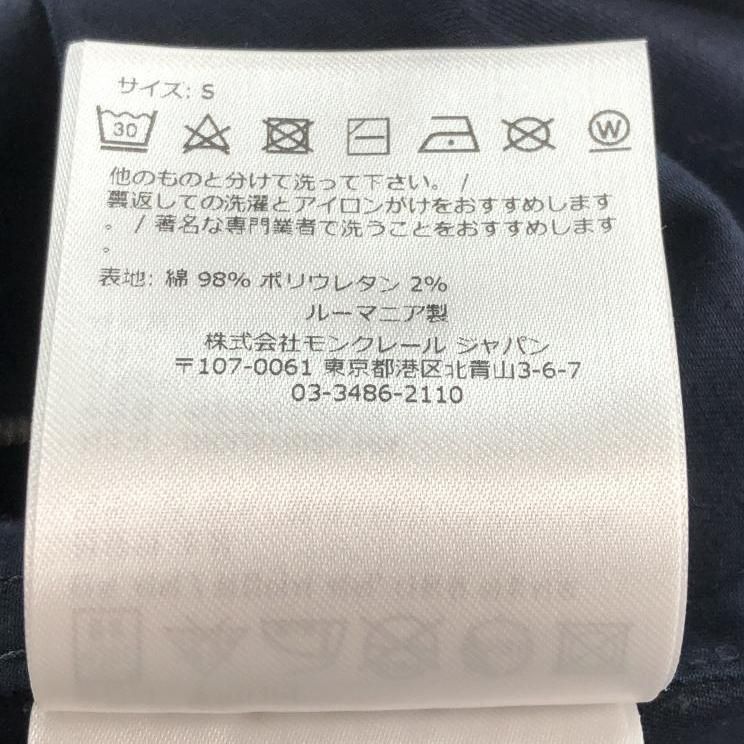 サイズ: S
30
W
他のものと分けて洗って下さい。 /
裏返しての洗濯とアイロンがけをおすすめします
。 / 著名な専門業者で洗うことをおすすめします
。
表地: 綿 98% ポリウレタン 2%
ルーマニア製
株式会社モンクレール ジャパン
〒107-0061 東京都港区北青山3-6-7
03-3486-2110